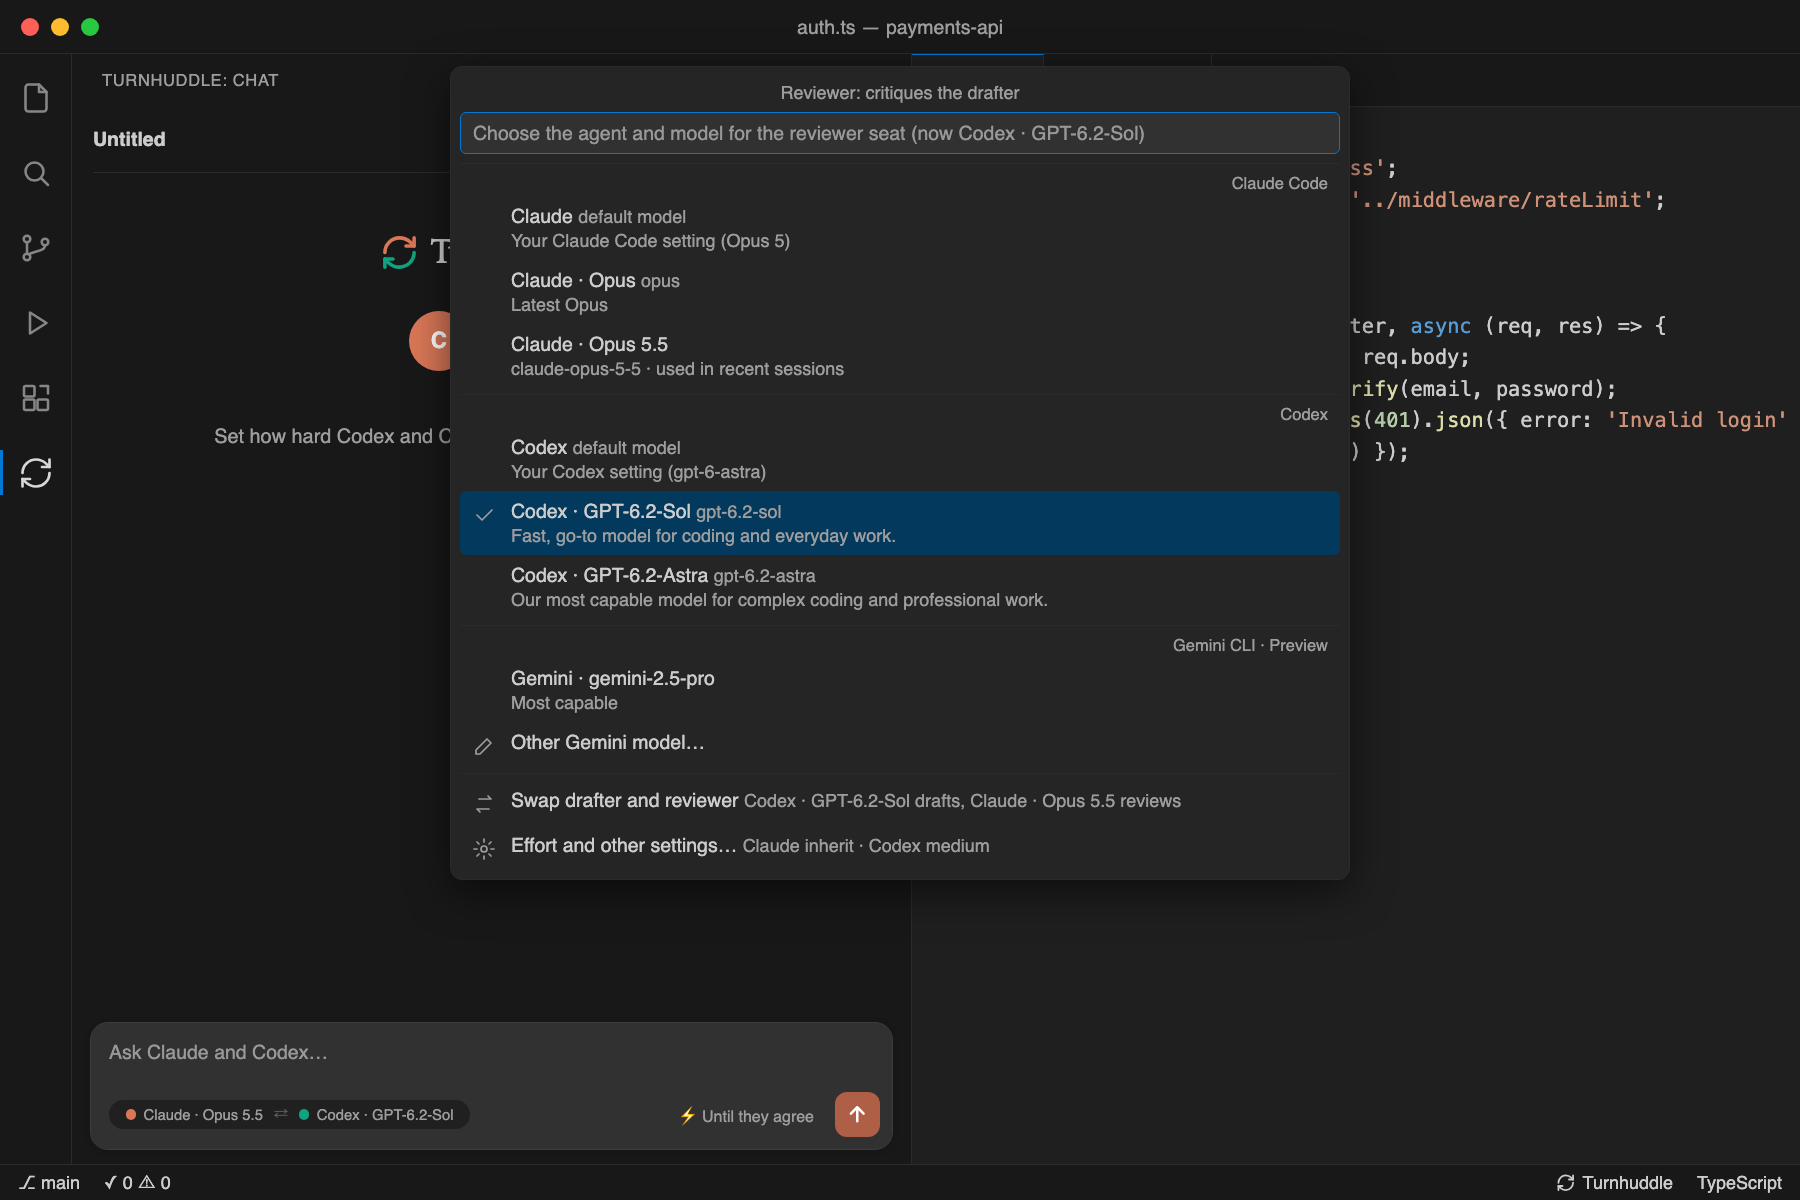 auth.ts — payments-api
TURNHUDDLE: CHAT
Untitled
C
Set how hard Codex and
Reviewer: critiques the drafter
Choose the agent and model for the reviewer seat (now Codex · GPT-6.2-Sol)
Claude Code
Claude default model
Your Claude Code setting (Opus 5)
Claude · Opus opus
Latest Opus
Claude · Opus 5.5
claude-opus-5-5 · used in recent sessions
Codex
Codex default model
Your Codex setting (gpt-6-astra)
Codex · GPT-6.2-Sol gpt-6.2-sol
Fast, go-to model for coding and everyday work.
Codex · GPT-6.2-Astra gpt-6.2-astra
Our most capable model for complex coding and professional work.
Gemini CLI · Preview
Gemini · gemini-2.5-pro
Most capable
Other Gemini model…
Swap drafter and reviewer Codex · GPT-6.2-Sol drafts, Claude · Opus 5.5 reviews
Effort and other settings… Claude inherit · Codex medium
ss';
'../middleware/rateLimit';
ter, async (req, res) => {
req.body;
rify(email, password);
s(401).json({ error: 'Invalid login'
) });
Ask Claude and Codex…
Claude · Opus 5.5 ⇄ Codex · GPT-6.2-Sol
⚡ Until they agree
main ✓ 0 ⚠ 0
Turnhuddle TypeScript